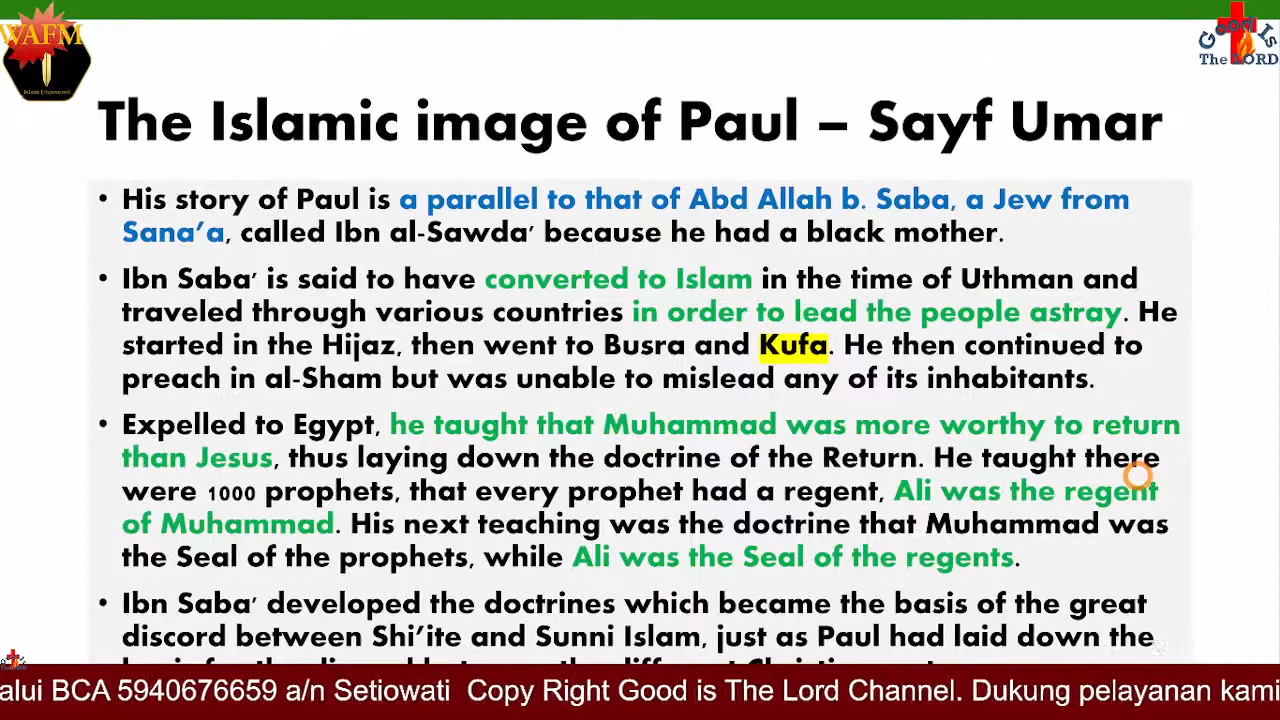 WAFM
Islam Uncovered
Good Is
The LORD
The Islamic image of Paul – Sayf Umar
• His story of Paul is a parallel to that of Abd Allah b. Saba, a Jew from
Sana’a, called Ibn al-Sawda’ because he had a black mother.
• Ibn Saba’ is said to have converted to Islam in the time of Uthman and
traveled through various countries in order to lead the people astray. He
started in the Hijaz, then went to Busra and Kufa. He then continued to
preach in al-Sham but was unable to mislead any of its inhabitants.
• Expelled to Egypt, he taught that Muhammad was more worthy to return
than Jesus, thus laying down the doctrine of the Return. He taught there
were 1000 prophets, that every prophet had a regent, Ali was the regent
of Muhammad. His next teaching was the doctrine that Muhammad was
the Seal of the prophets, while Ali was the Seal of the regents.
• Ibn Saba’ developed the doctrines which became the basis of the great
discord between Shi’ite and Sunni Islam, just as Paul had laid down the
alui BCA 5940676659 a/n Setiowati Copy Right Good is The Lord Channel. Dukung pelayanan kami